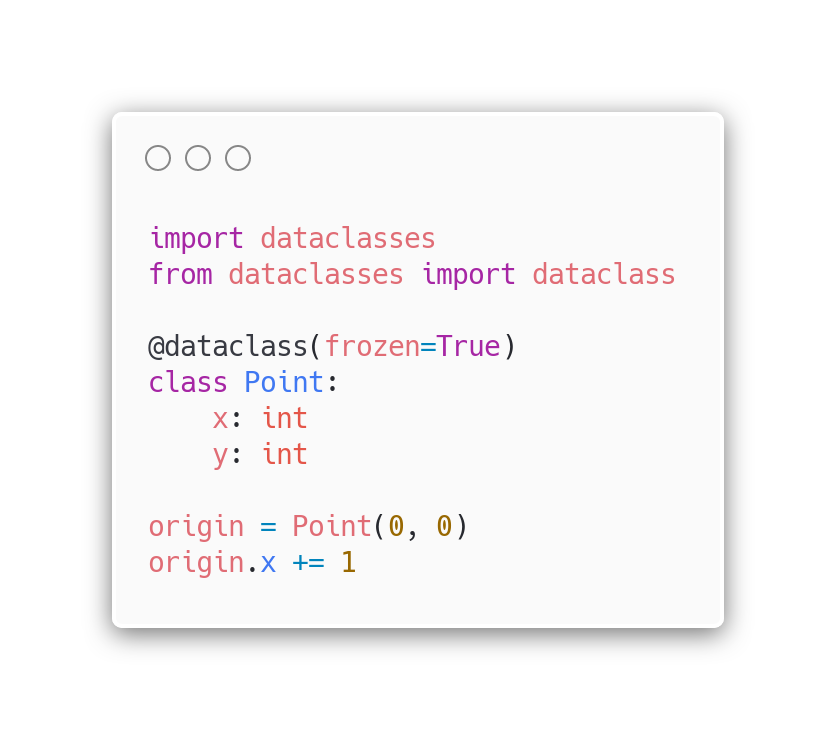 import dataclasses
from dataclasses import dataclass

@dataclass(frozen=True)
class Point:
    x: int
    y: int

origin = Point(0, 0)
origin.x += 1